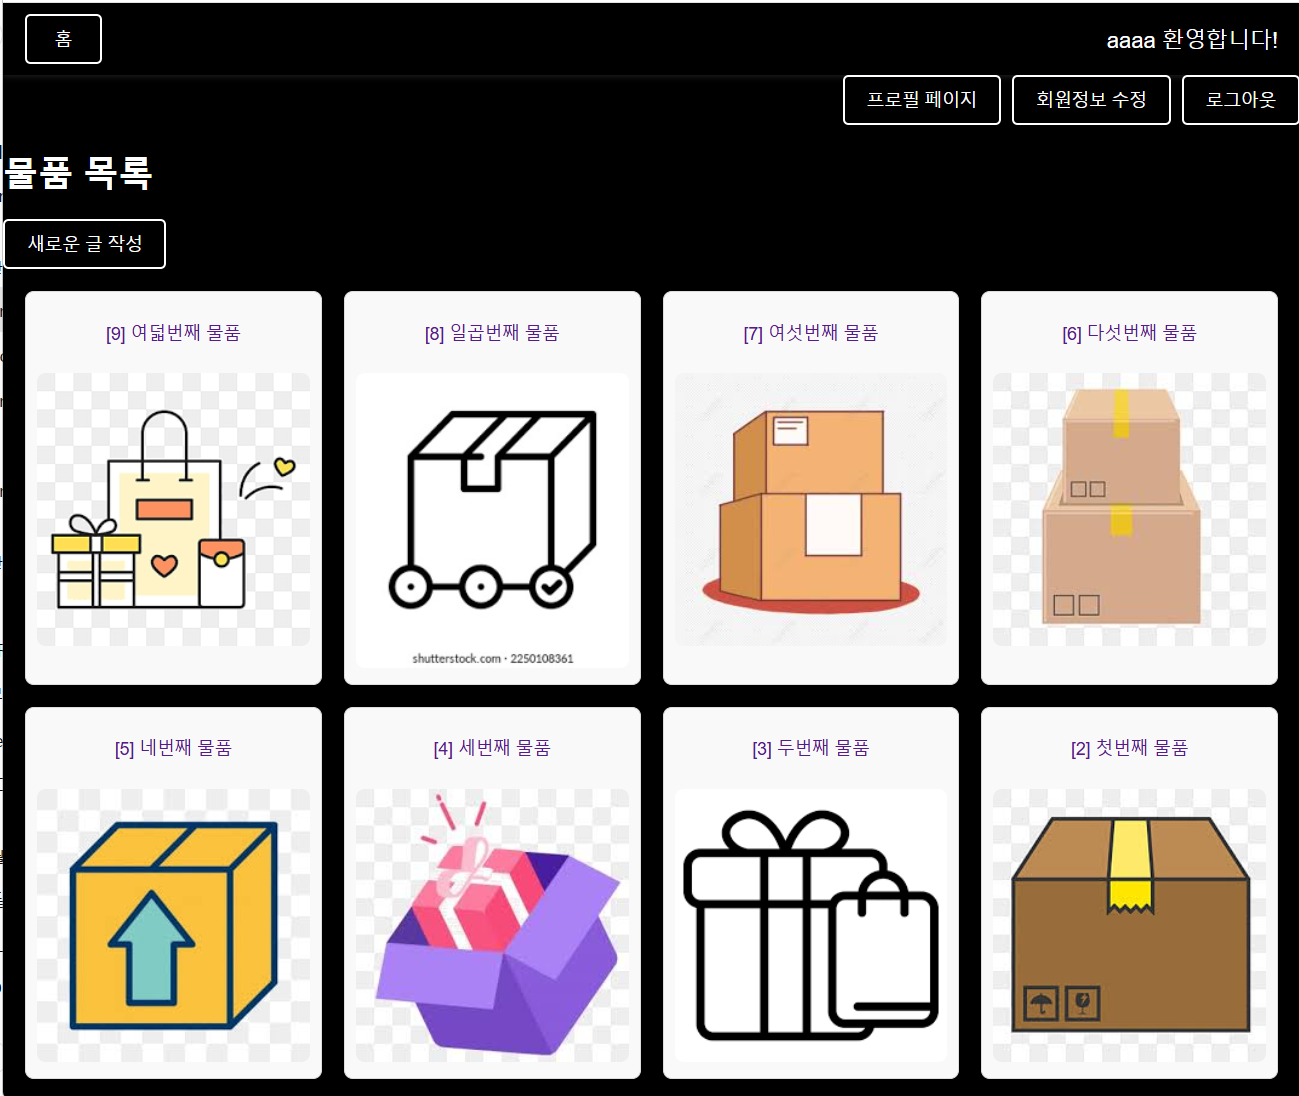 홈
aaaa 환영합니다!
프로필 페이지
회원정보 수정
로그아웃
물품 목록
새로운 글 작성
[9] 여덟번째 물품
[8] 일곱번째 물품
[7] 여섯번째 물품
[6] 다섯번째 물품
shutterstock.com · 2250108361
[5] 네번째 물품
[4] 세번째 물품
[3] 두번째 물품
[2] 첫번째 물품